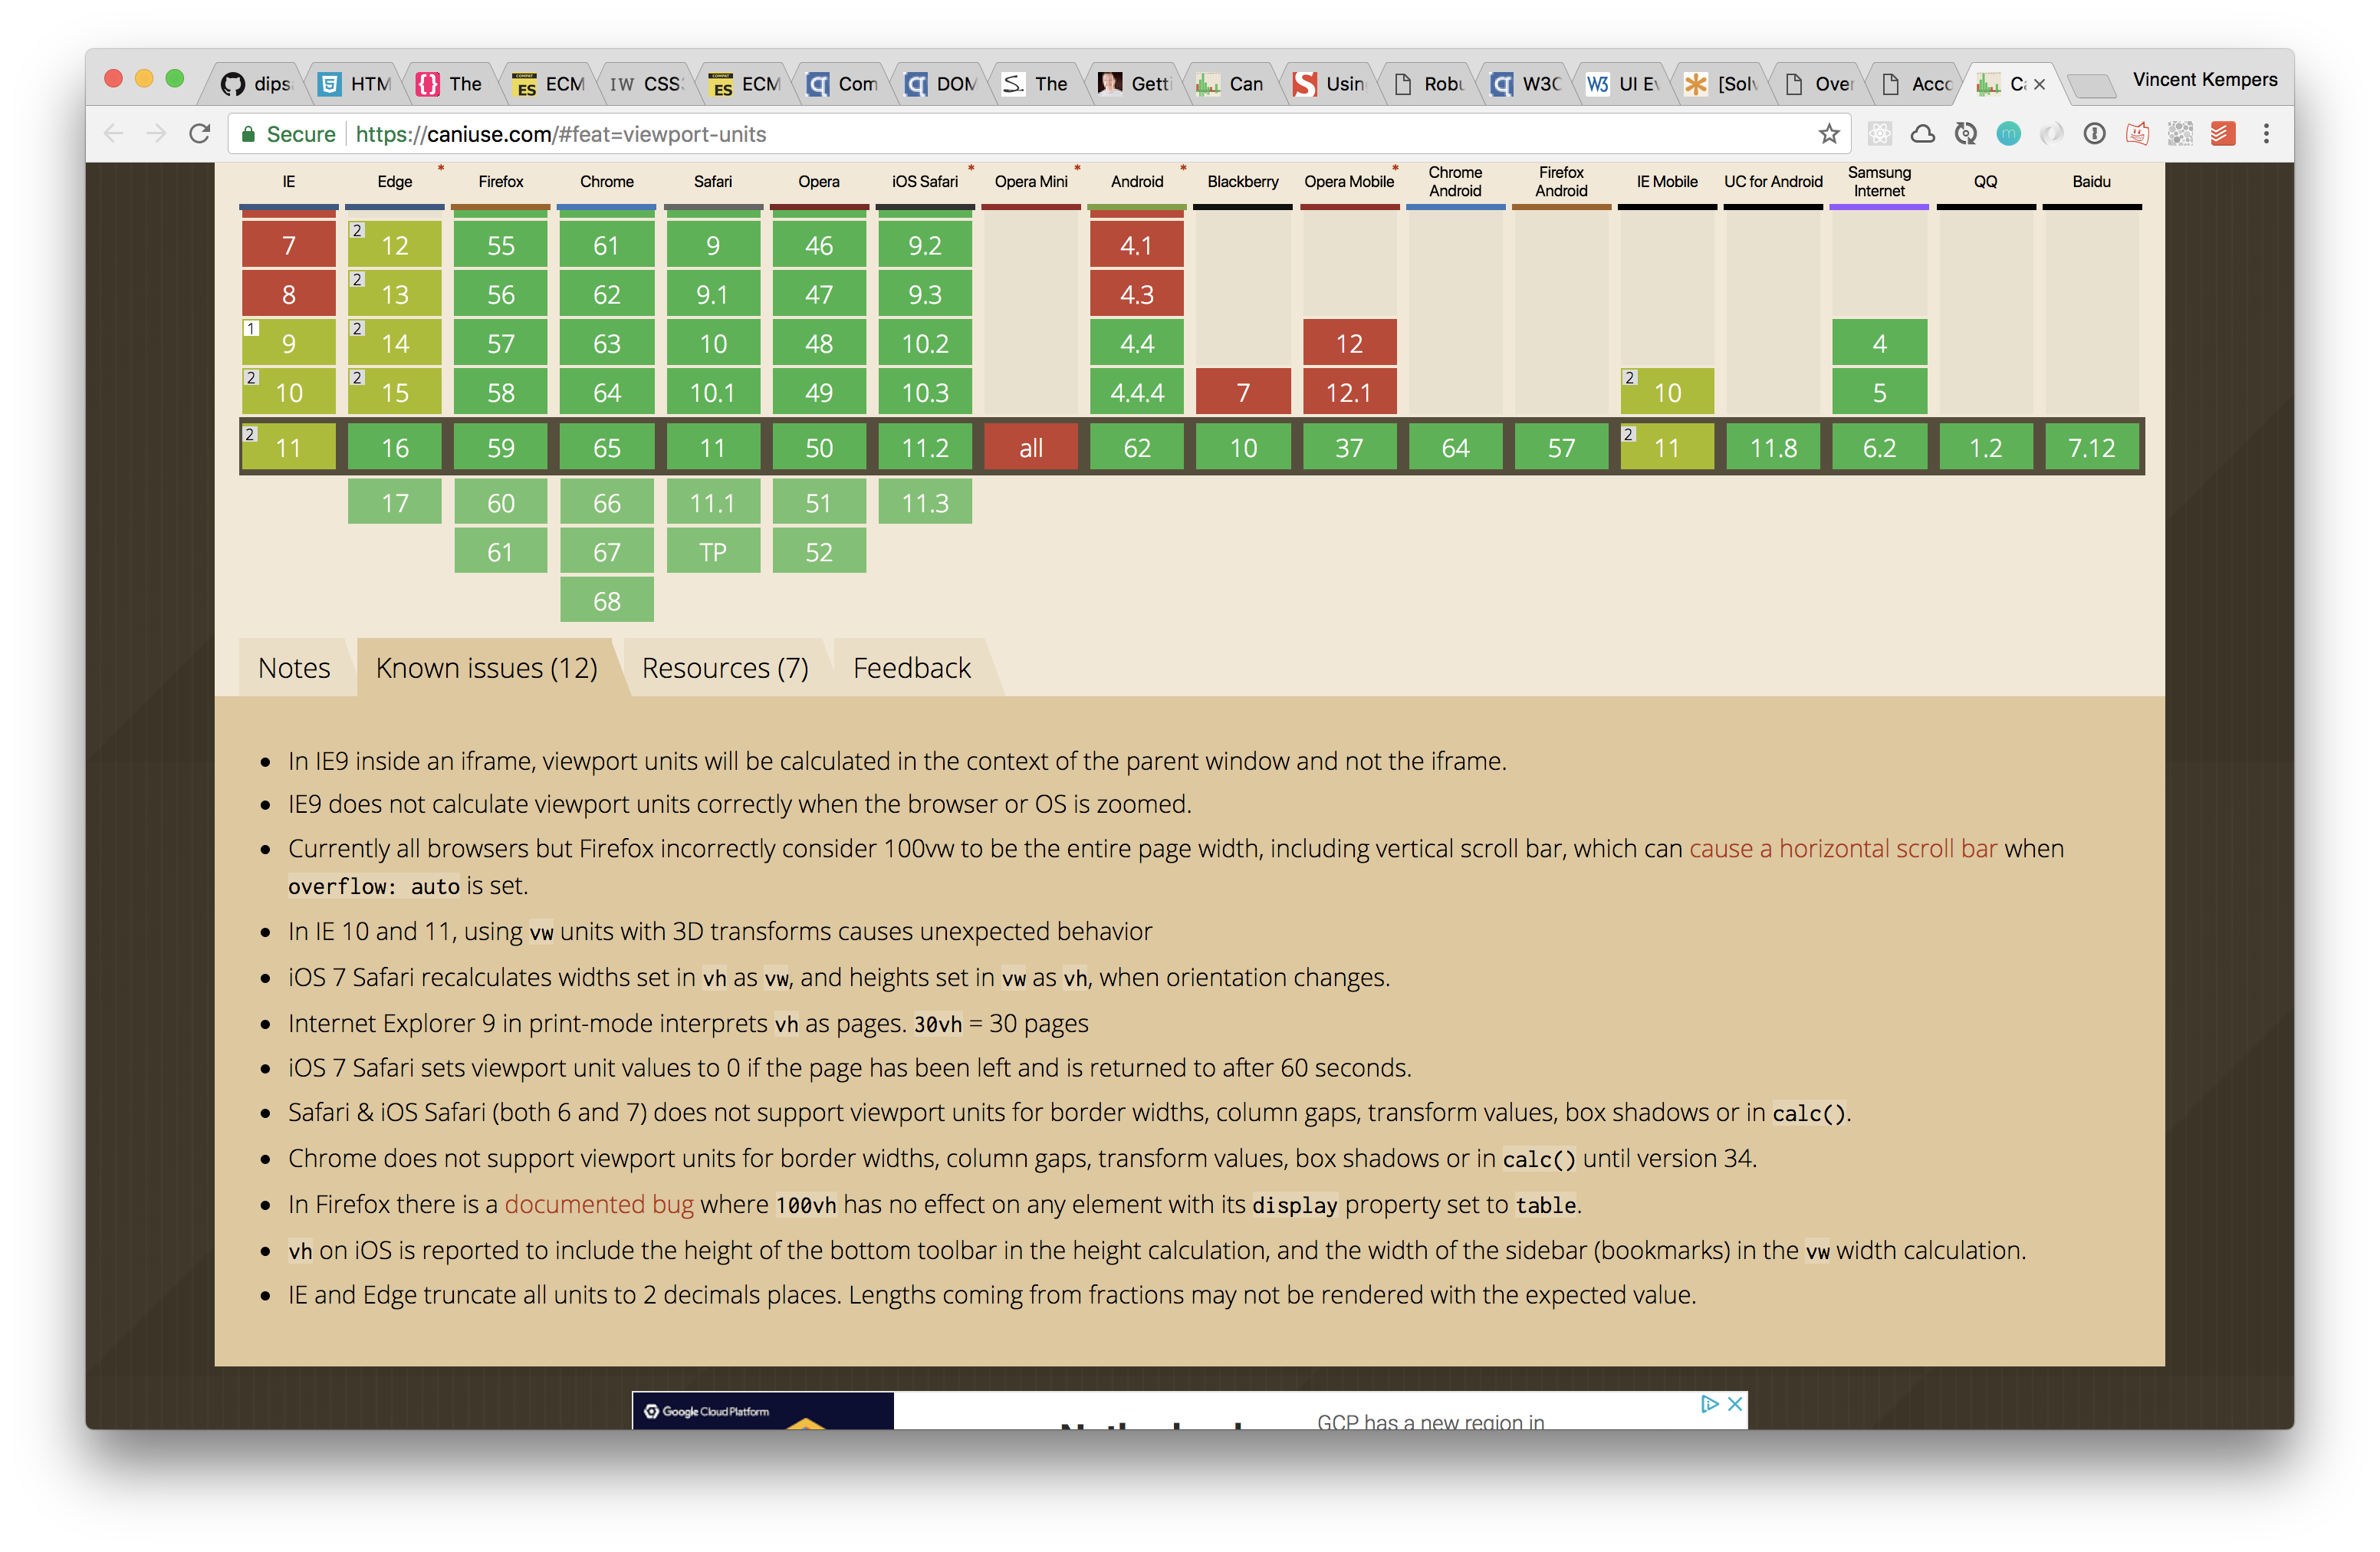 dips
HTM
The
ECM
IW CSS
ECM
Com
DOM
The
Getti
Can
Usin
Robu
W3C
UI Ev
[Solv
Over
Acco
Ca
Vincent Kempers
Secure https://caniuse.com/#feat=viewport-units
IE Edge * Firefox Chrome Safari Opera iOS Safari * Opera Mini * Android * Blackberry Opera Mobile * Chrome Android Firefox Android IE Mobile UC for Android Samsung Internet QQ Baidu
7 2 12 55 61 9 46 9.2 4.1
8 2 13 56 62 9.1 47 9.3 4.3
1 9 2 14 57 63 10 48 10.2 4.4 12 4
2 10 2 15 58 64 10.1 49 10.3 4.4.4 7 12.1 2 10 5
2 11 16 59 65 11 50 11.2 all 62 10 37 64 57 2 11 11.8 6.2 1.2 7.12
17 60 66 11.1 51 11.3
61 67 TP 52
68
Notes Known issues (12) Resources (7) Feedback
• In IE9 inside an iframe, viewport units will be calculated in the context of the parent window and not the iframe.
• IE9 does not calculate viewport units correctly when the browser or OS is zoomed.
• Currently all browsers but Firefox incorrectly consider 100vw to be the entire page width, including vertical scroll bar, which can cause a horizontal scroll bar when
overflow: auto is set.
• In IE 10 and 11, using vw units with 3D transforms causes unexpected behavior
• iOS 7 Safari recalculates widths set in vh as vw, and heights set in vw as vh, when orientation changes.
• Internet Explorer 9 in print-mode interprets vh as pages. 30vh = 30 pages
• iOS 7 Safari sets viewport unit values to 0 if the page has been left and is returned to after 60 seconds.
• Safari & iOS Safari (both 6 and 7) does not support viewport units for border widths, column gaps, transform values, box shadows or in calc().
• Chrome does not support viewport units for border widths, column gaps, transform values, box shadows or in calc() until version 34.
• In Firefox there is a documented bug where 100vh has no effect on any element with its display property set to table.
• vh on iOS is reported to include the height of the bottom toolbar in the height calculation, and the width of the sidebar (bookmarks) in the vw width calculation.
• IE and Edge truncate all units to 2 decimals places. Lengths coming from fractions may not be rendered with the expected value.
Google Cloud Platform
GCP has a new region in